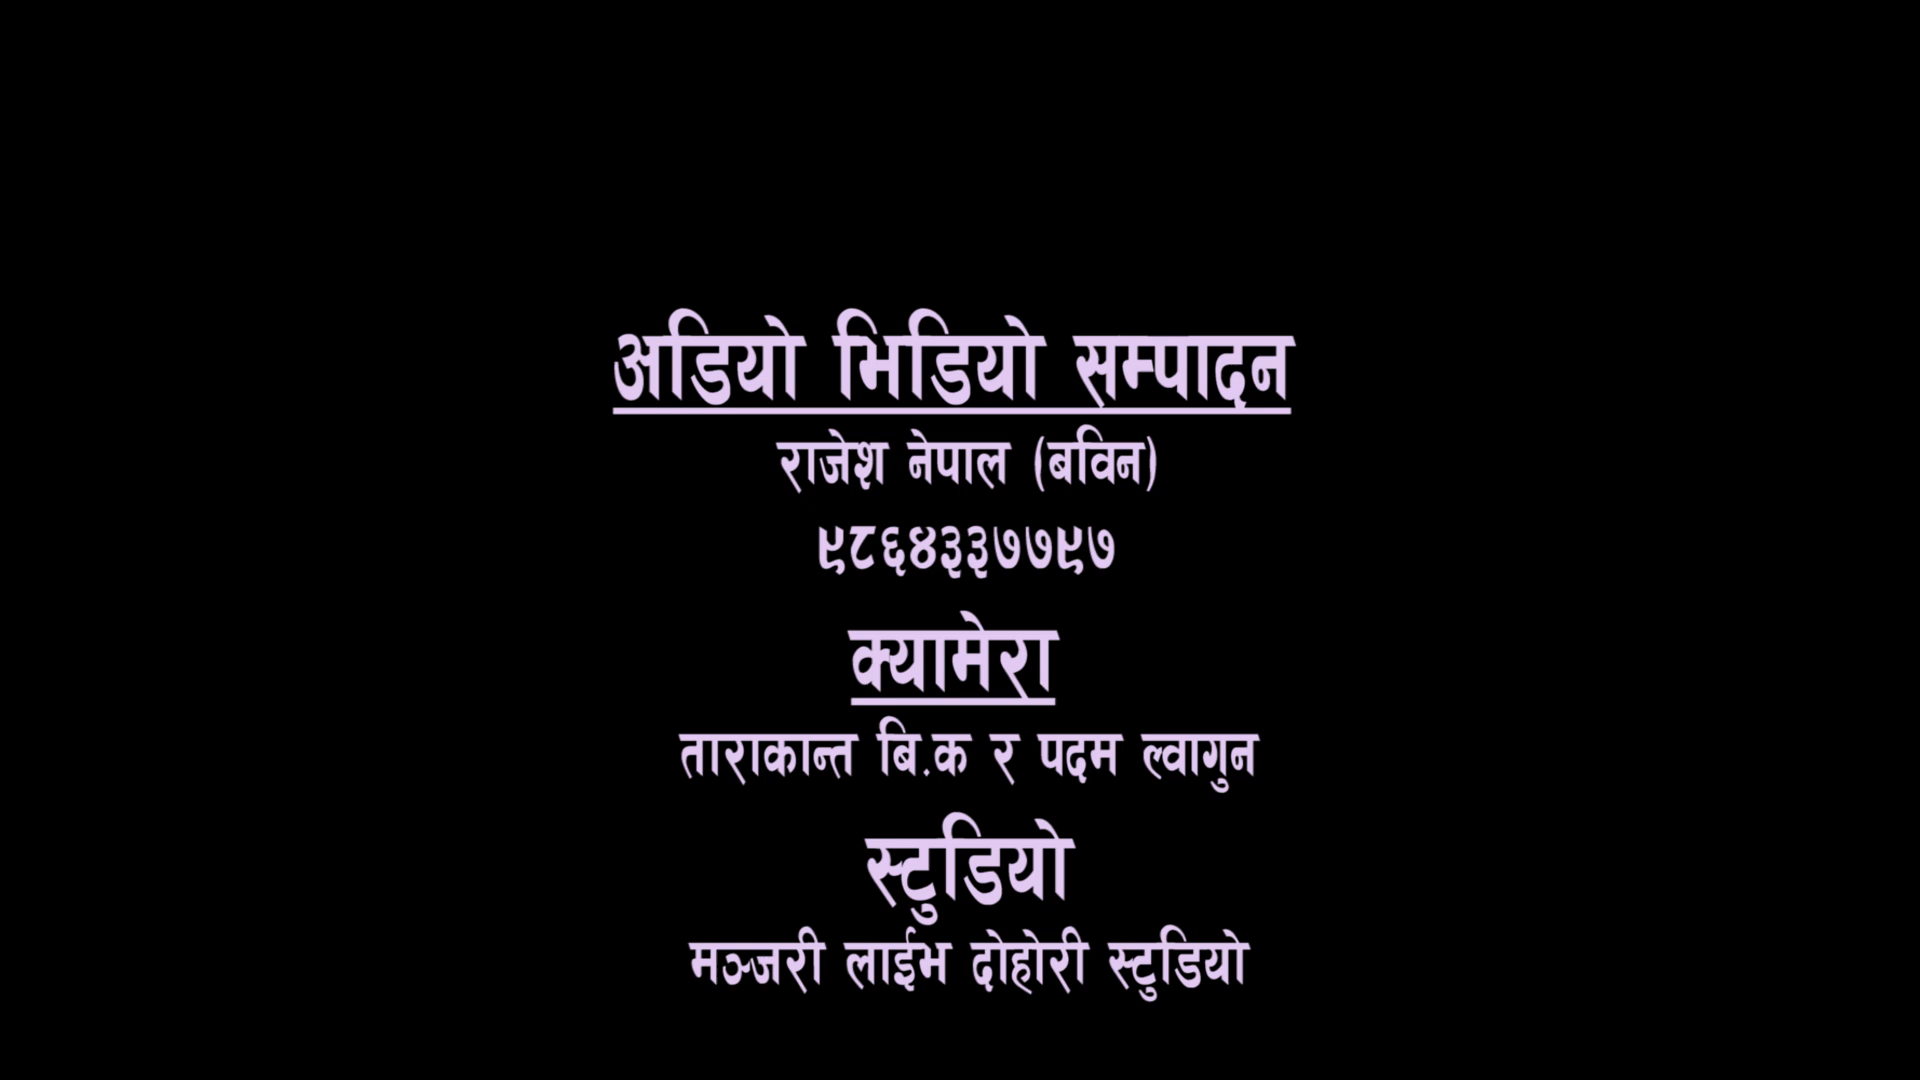 अडियो भिडियो सम्पादन
राजेश नेपाल (बविन)
९८६४३३७७९७
क्यामेरा
ताराकान्त बि.क र पदम ल्वागुन
स्टुडियो
मञ्जरी लाईभ दोहोरी स्टुडियो